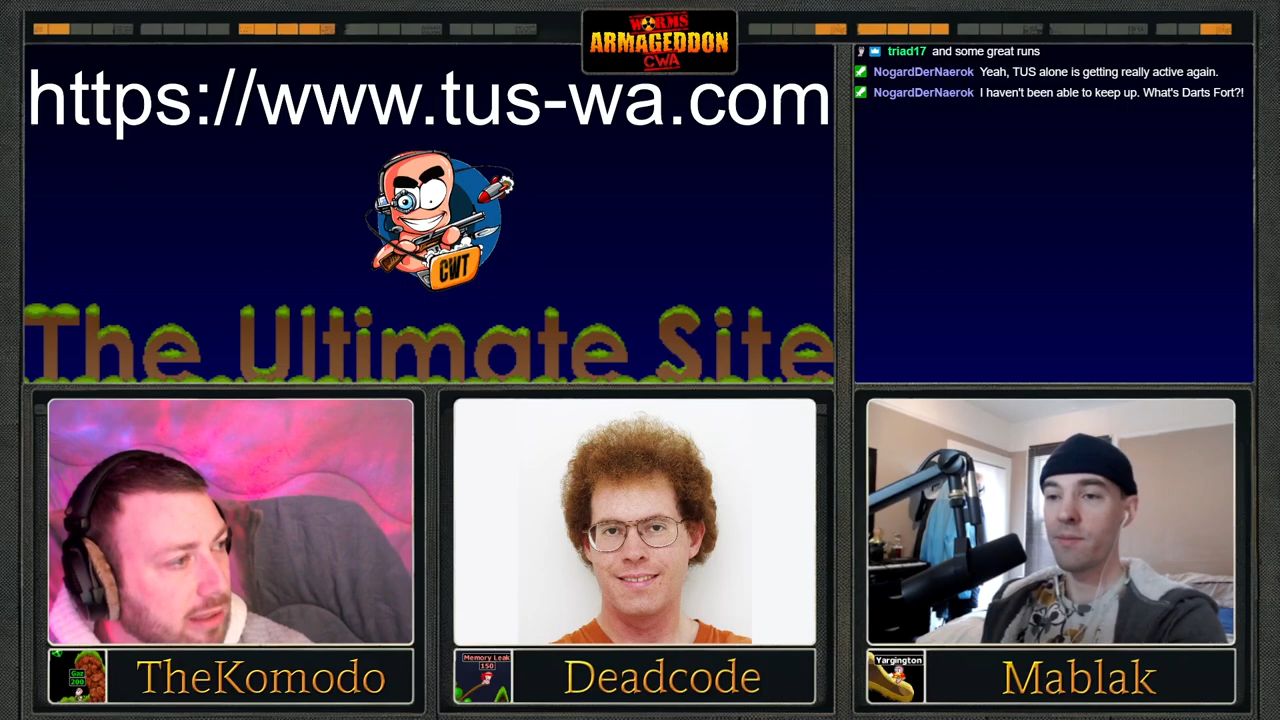 WORMS
ARMAGEDDON
CWA
https://www.tus-wa.com
CWT
The Ultimate Site
triad17 and some great runs
NogardDerNaerok Yeah, TUS alone is getting really active again.
NogardDerNaerok I haven't been able to keep up. What's Darts Fort?!
Gaz
200
TheKomodo
Memory Leak
150
Deadcode
Yargington
Mablak